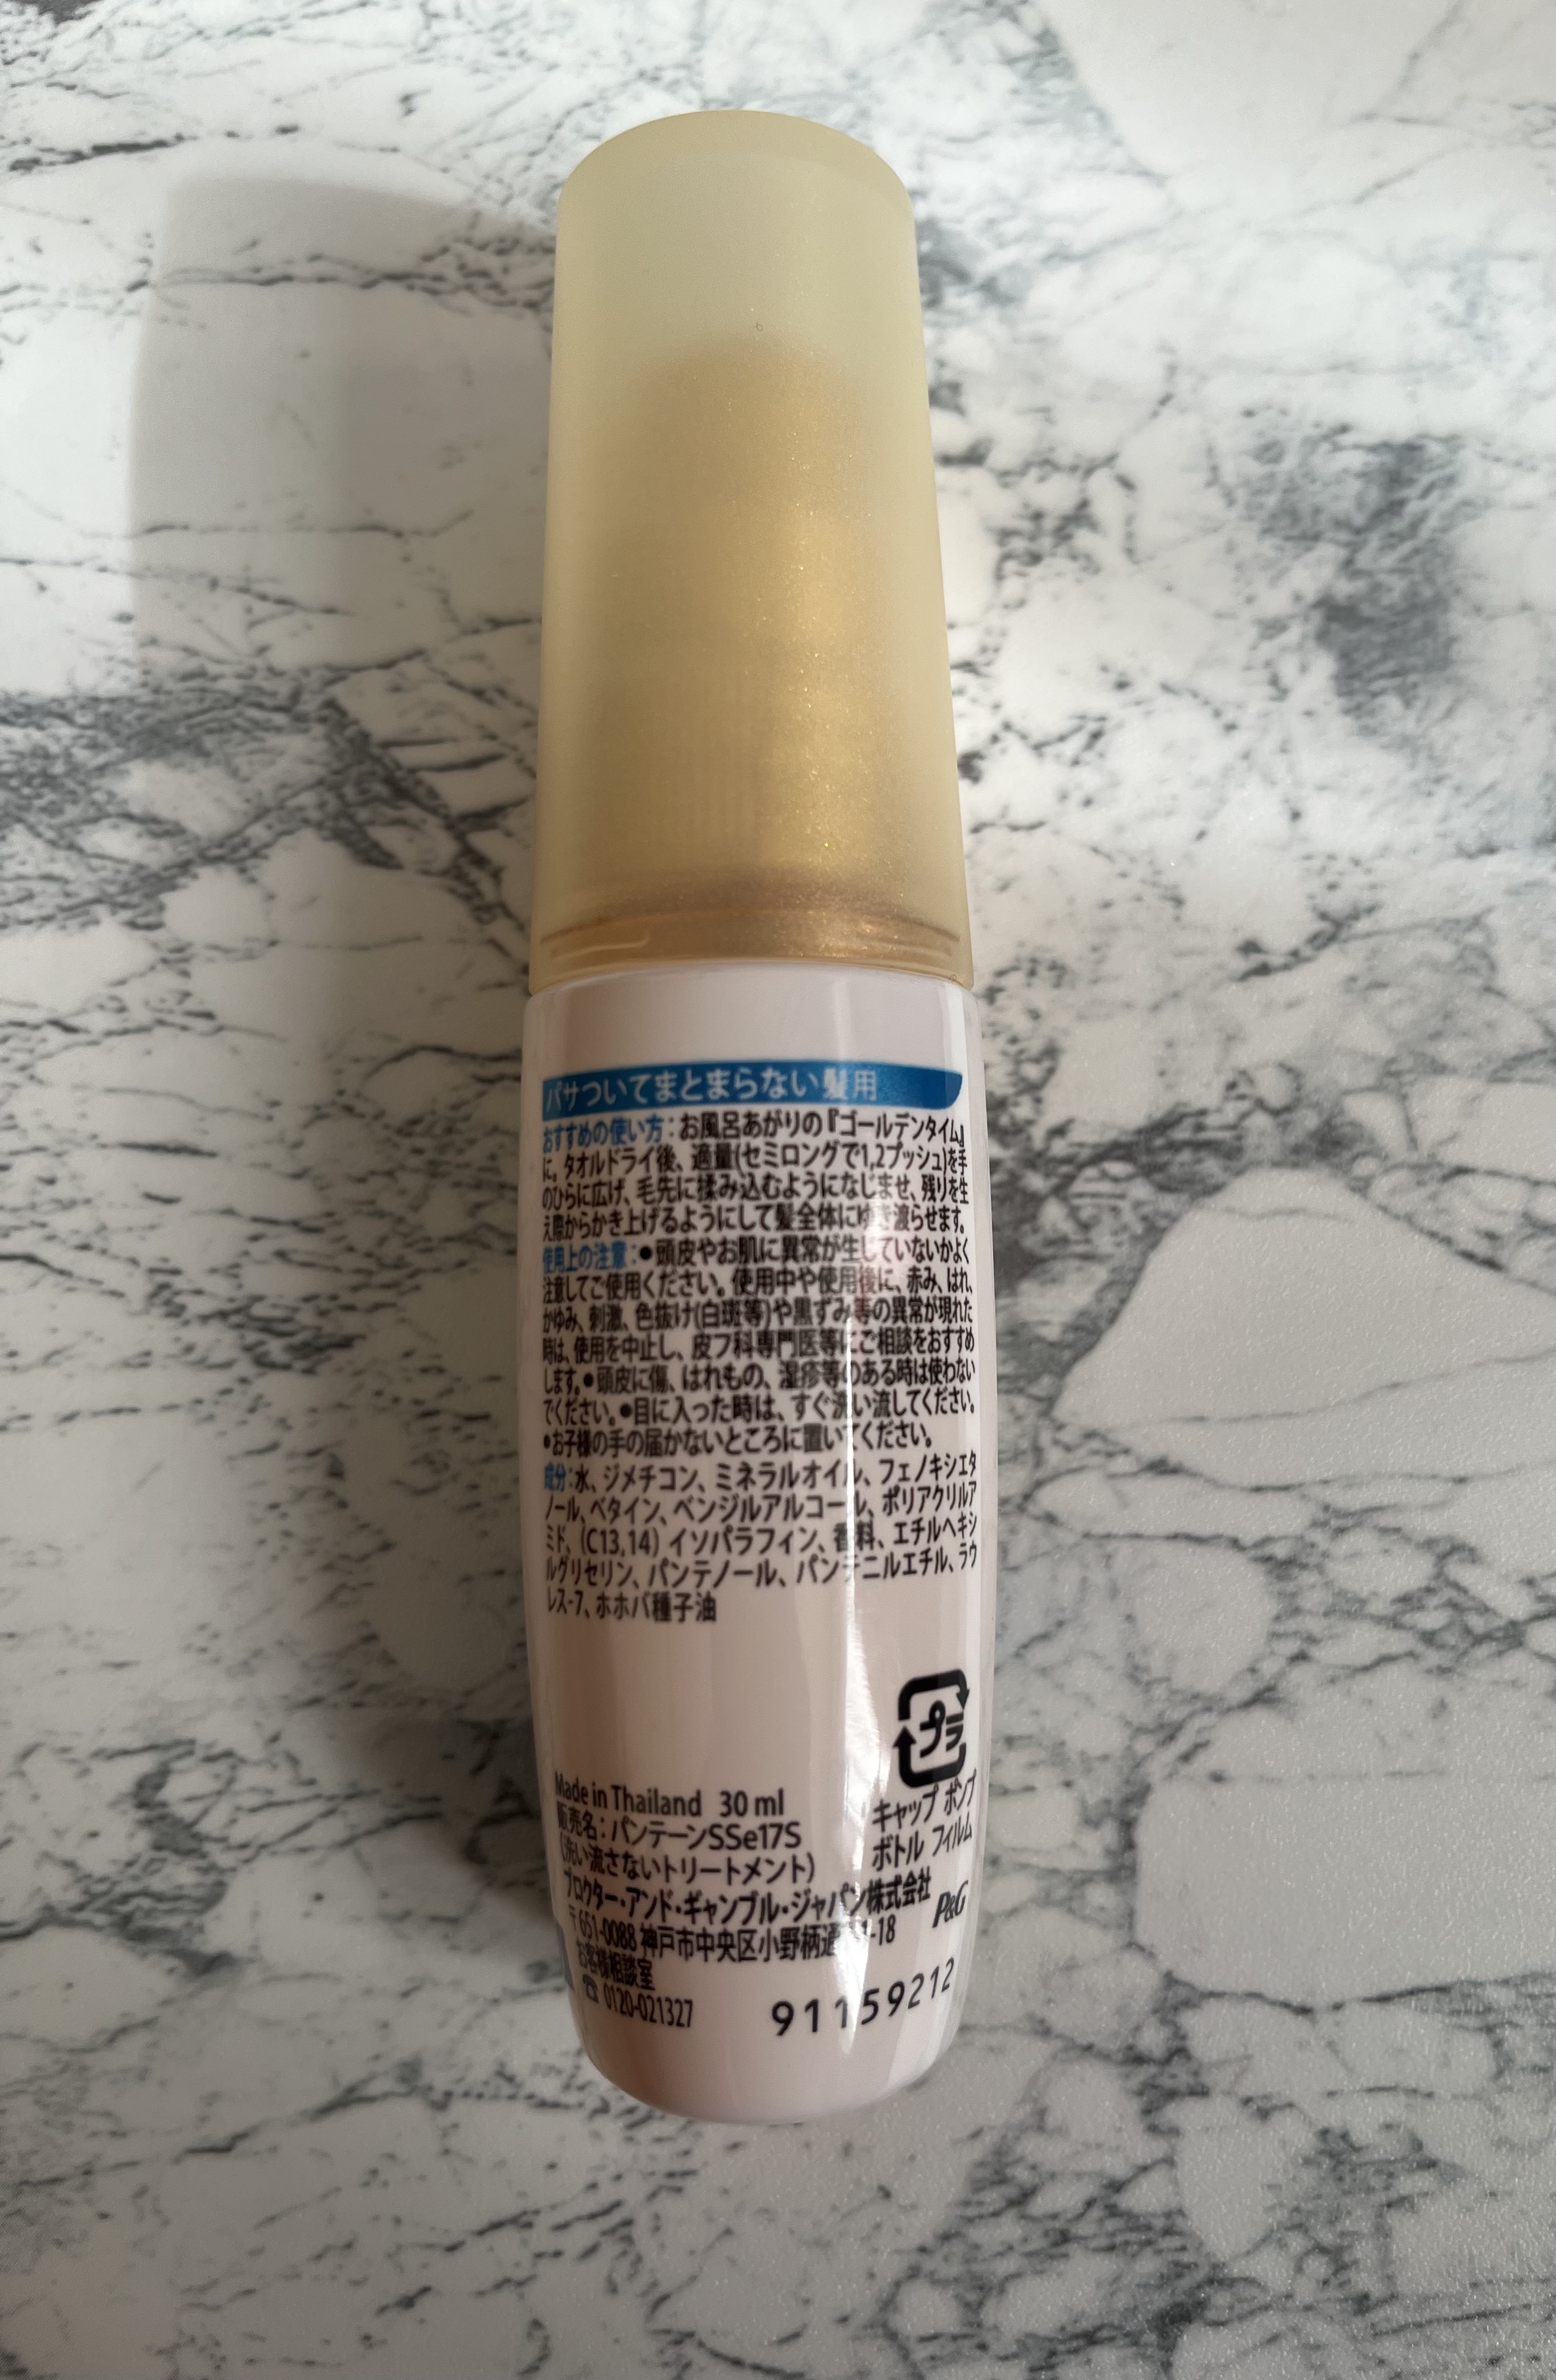 パサついてまとまらない髪用
おすすめの使い方：お風呂あがりの『ゴールデンタイム』
に。タオルドライ後、適量(セミロングで1,2プッシュ)を手
のひらに広げ、毛先に揉み込むようになじませ、残りを生
え際からかき上げるようにして髪全体にゆき渡らせます。
使用上の注意：●頭皮やお肌に異常が生じていないかよく
注意してご使用ください。使用中や使用後に、赤み、はれ、
かゆみ、刺激、色抜け(白斑等)や黒ずみ等の異常が現れた
時は、使用を中止し、皮フ科専門医等にご相談をおすすめ
します。●頭皮に傷、はれもの、湿疹等のある時は使わない
でください。●目に入った時は、すぐ洗い流してください。
●お子様の手の届かないところに置いてください。
成分：水、ジメチコン、ミネラルオイル、フェノキシエタ
ノール、ベタイン、ベンジルアルコール、ポリアクリルア
ミド、(C13,14) イソパラフィン、香料、エチルヘキシ
ルグリセリン、パンテノール、パンテニルエチル、ラウ
レス-7、ホホバ種子油
プラ
キャップ ポンプ
ボトル フィルム
Made in Thailand 30 ml
販売名：パンテーンSSe17S
(洗い流さないトリートメント)
プロクター・アンド・ギャンブル・ジャパン株式会社
P&G
〒651-0088 神戸市中央区小野柄通 -18
お客様相談室
☎ 0120-021327
91159212